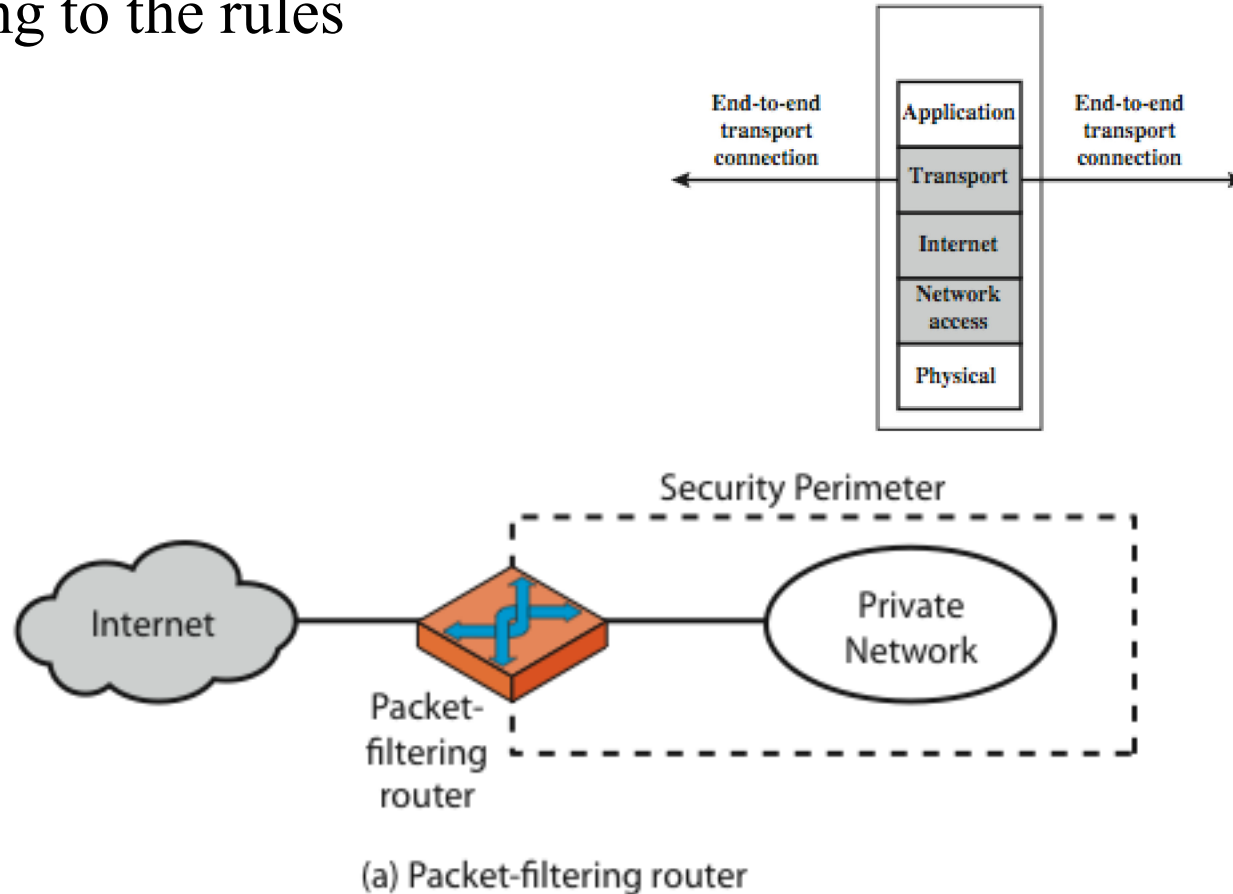 ng to the rules
End-to-end
transport
connection
Application
End-to-end
transport
connection
Transport
Internet
Network
access
Physical
Security Perimeter
Internet
Private
Network
Packet-
filtering
router
(a) Packet-filtering router